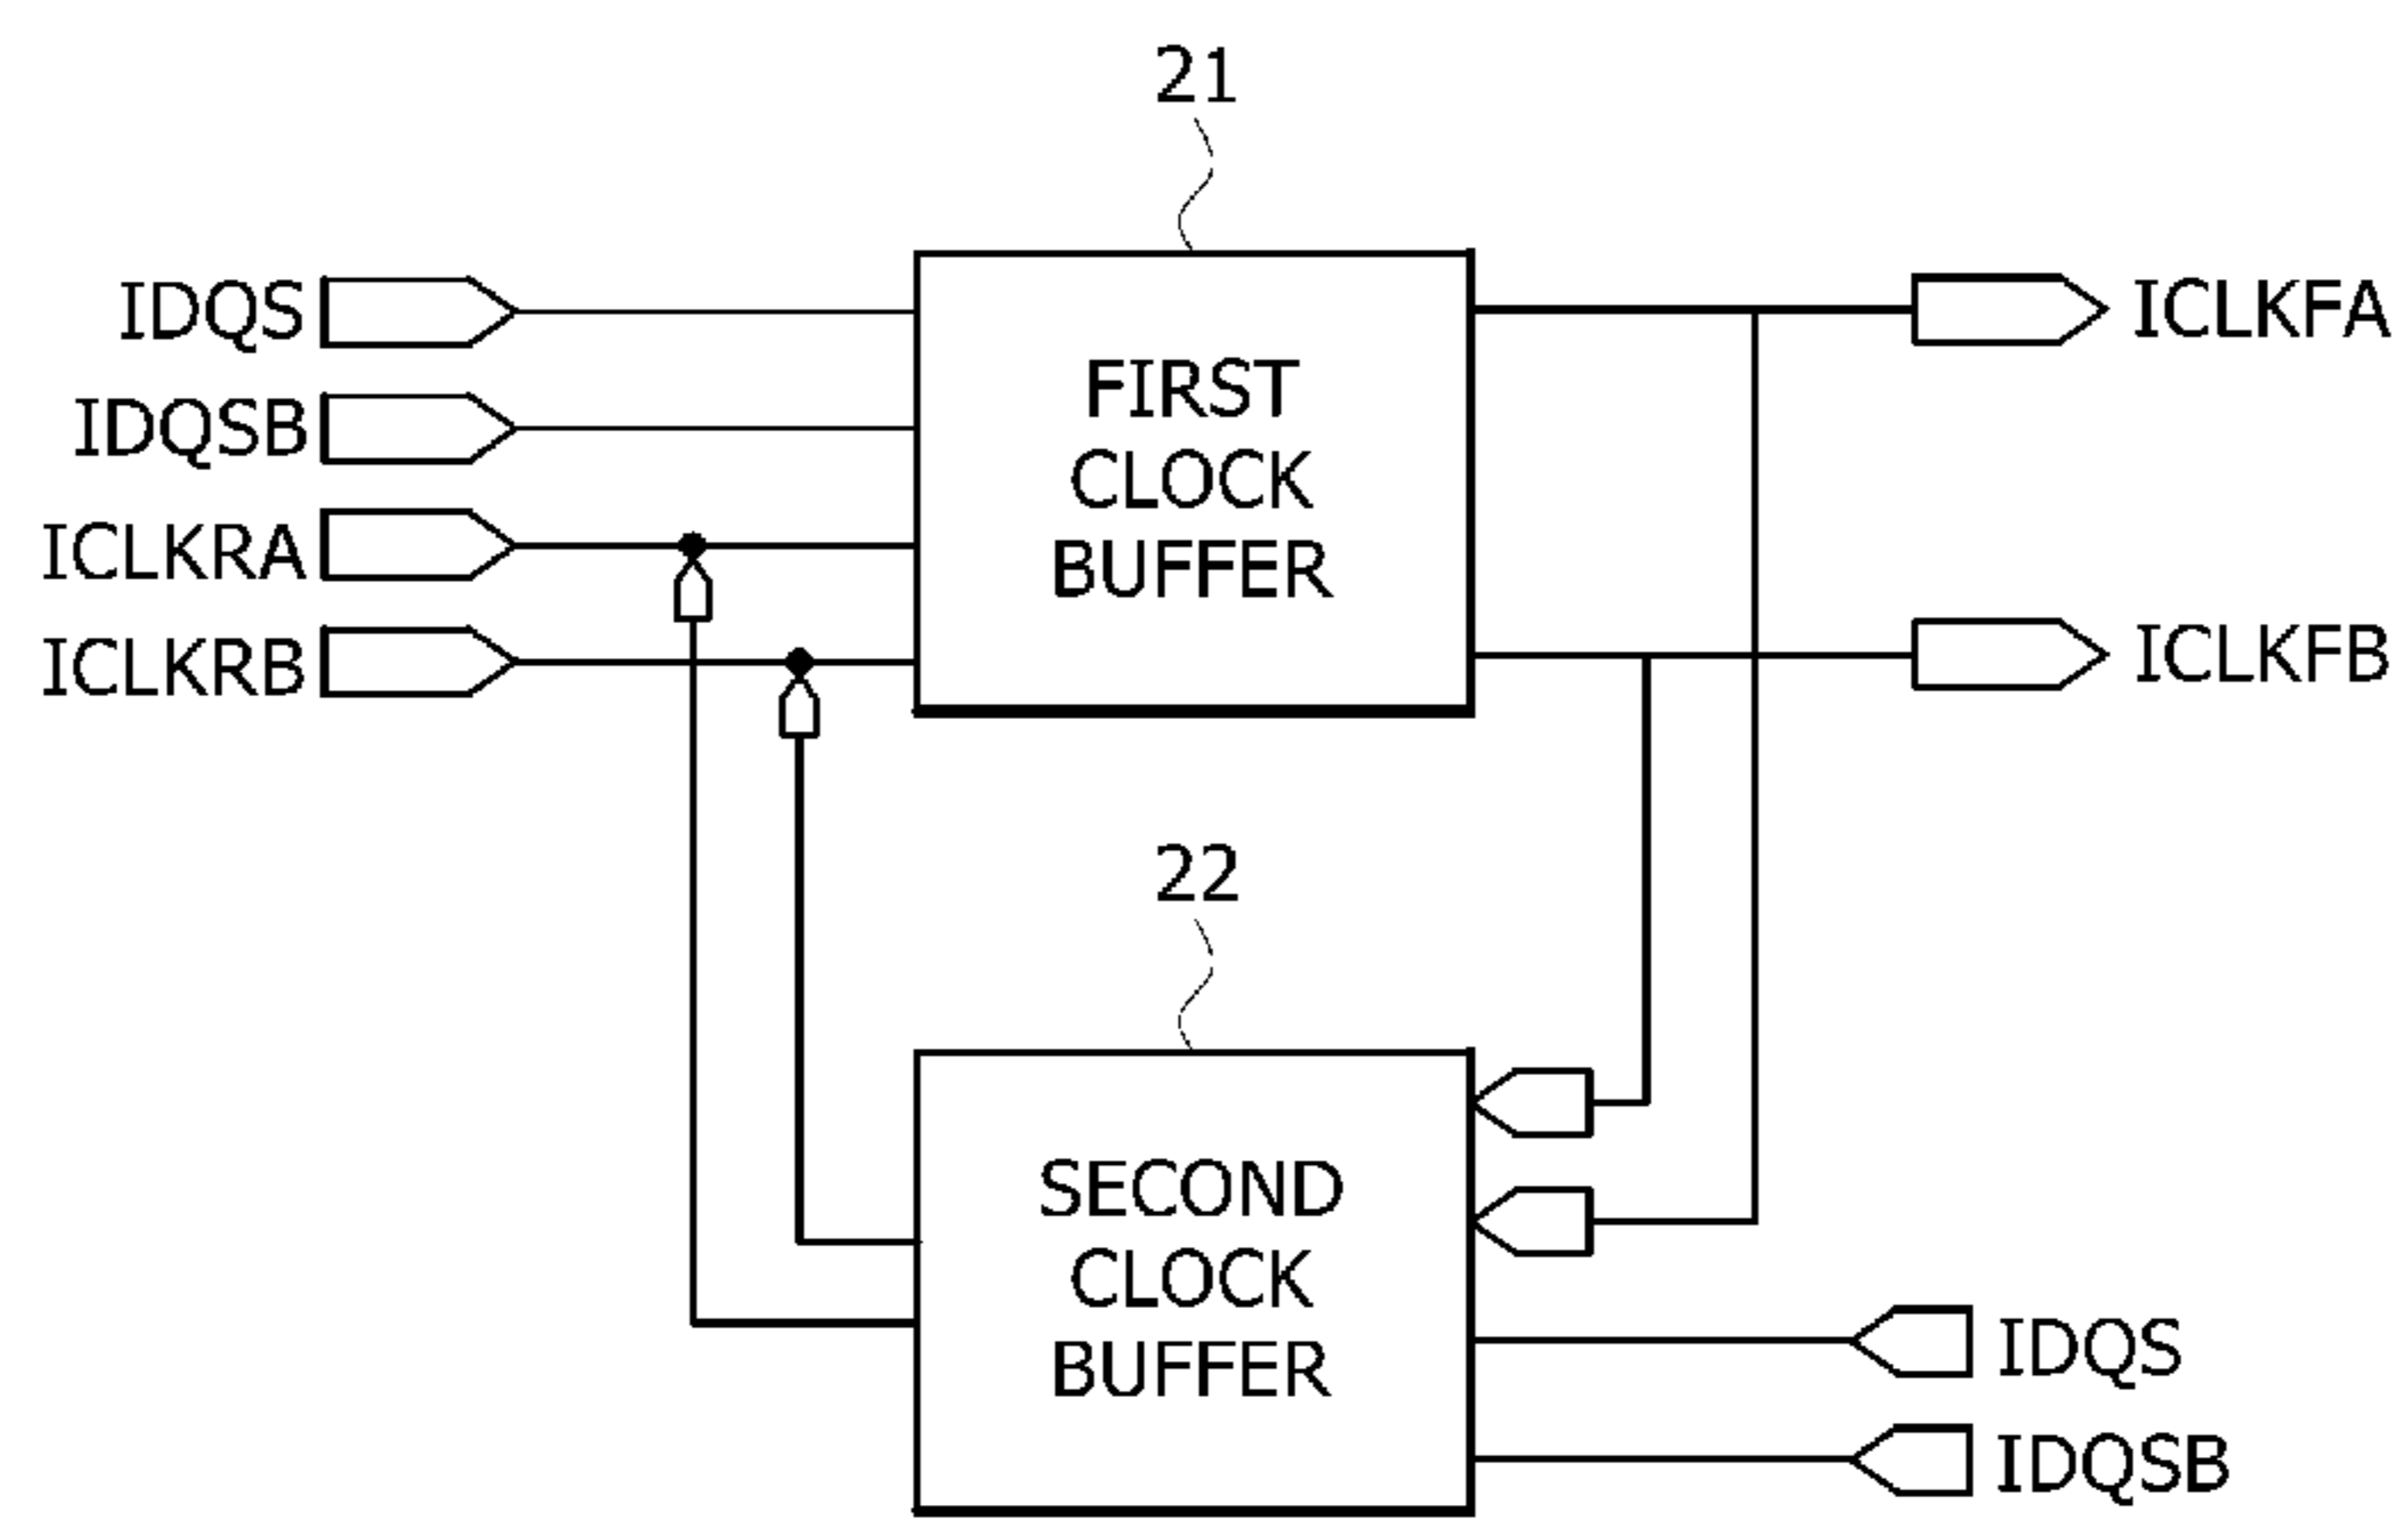 21
IDQS
IDQSB
ICLKRA
ICLKRB
FIRST
CLOCK
BUFFER
ICLKFA
ICLKFB
22
SECOND
CLOCK
BUFFER
IDQS
IDQSB